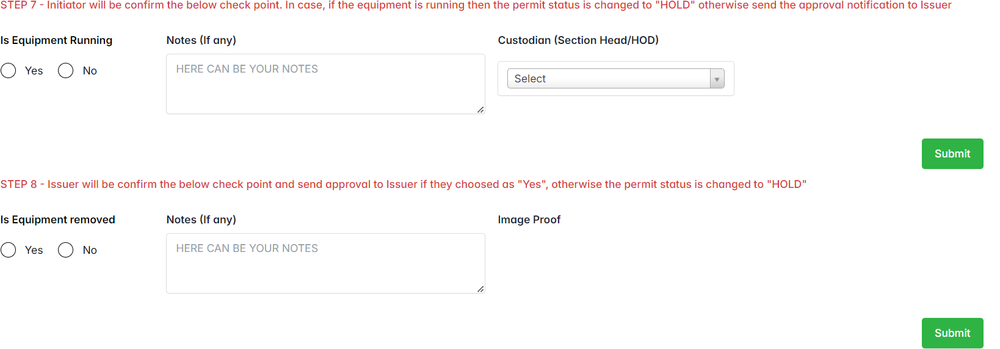 STEP 7 - Initiator will be confirm the below check point. In case, if the equipment is running then the permit status is changed to "HOLD" otherwise send the approval notification to Issuer
Is Equipment Running
Notes (If any)
Custodian (Section Head/HOD)
Yes
No
HERE CAN BE YOUR NOTES
Select
Submit
STEP 8 - Issuer will be confirm the below check point and send approval to Issuer if they choosed as "Yes", otherwise the permit status is changed to "HOLD"
Is Equipment removed
Notes (If any)
Image Proof
Yes
No
HERE CAN BE YOUR NOTES
Submit